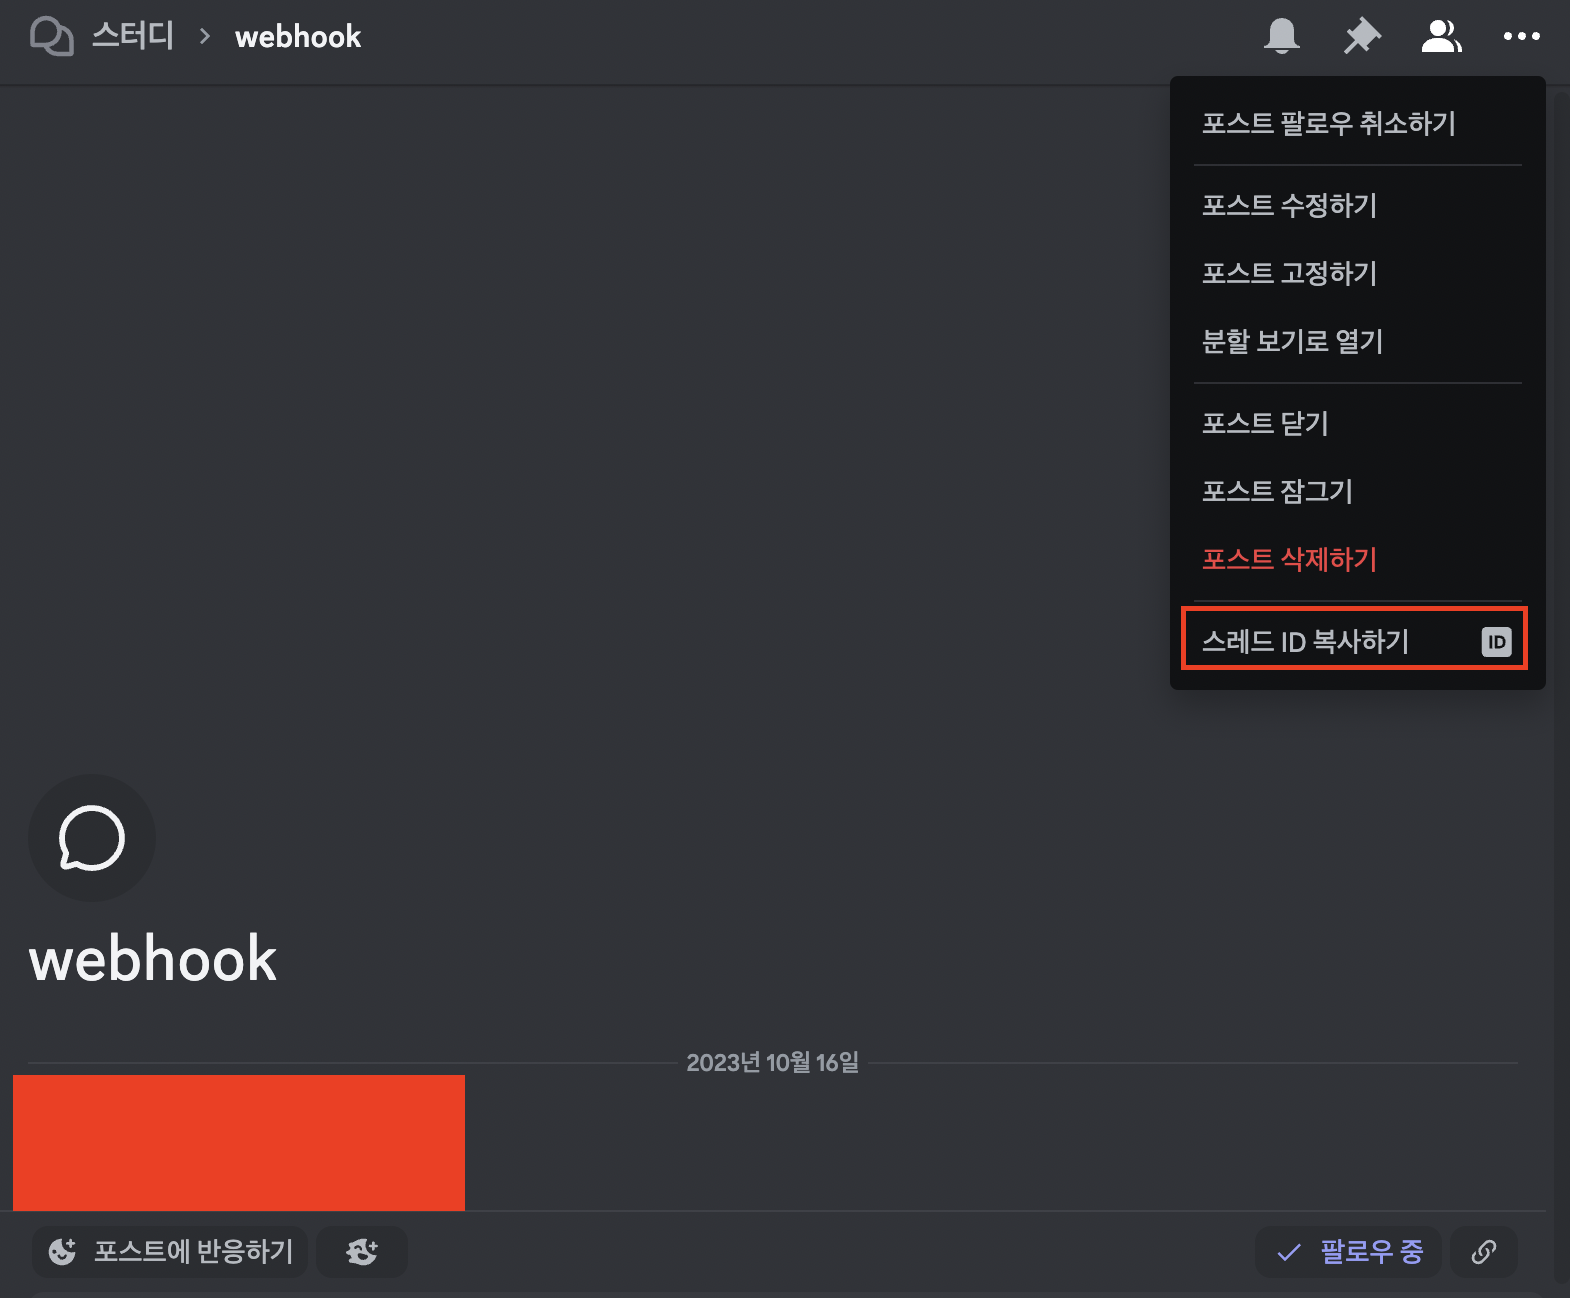 스터디 > webhook
포스트 팔로우 취소하기
포스트 수정하기
포스트 고정하기
분할 보기로 열기
포스트 닫기
포스트 잠그기
포스트 삭제하기
스레드 ID 복사하기 ID
webhook
2023년 10월 16일
포스트에 반응하기
팔로우 중